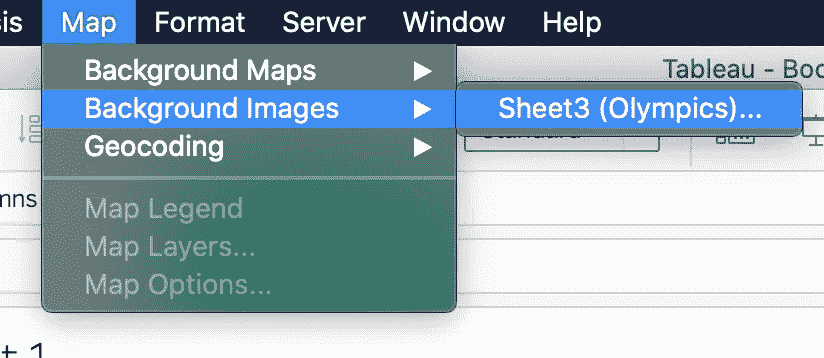 is Map Format Server Window Help
Tableau - Boo
Background Maps
Background Images Sheet3 (Olympics)...
Geocoding
mns
Map Legend
Map Layers...
Map Options...
+ 1